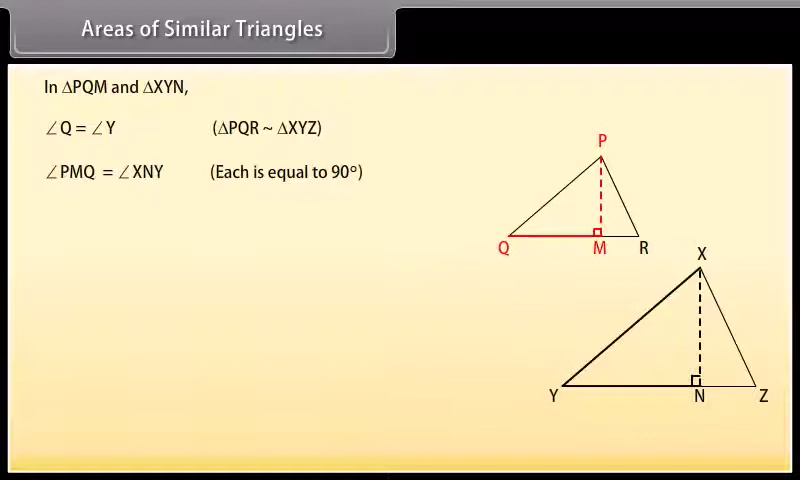 Areas of Similar Triangles
In ∆PQM and ∆XYN,
∠Q = ∠Y (∆PQR ~ ∆XYZ)
∠PMQ = ∠XNY (Each is equal to 90°)
P
Q M R
X
Y N Z